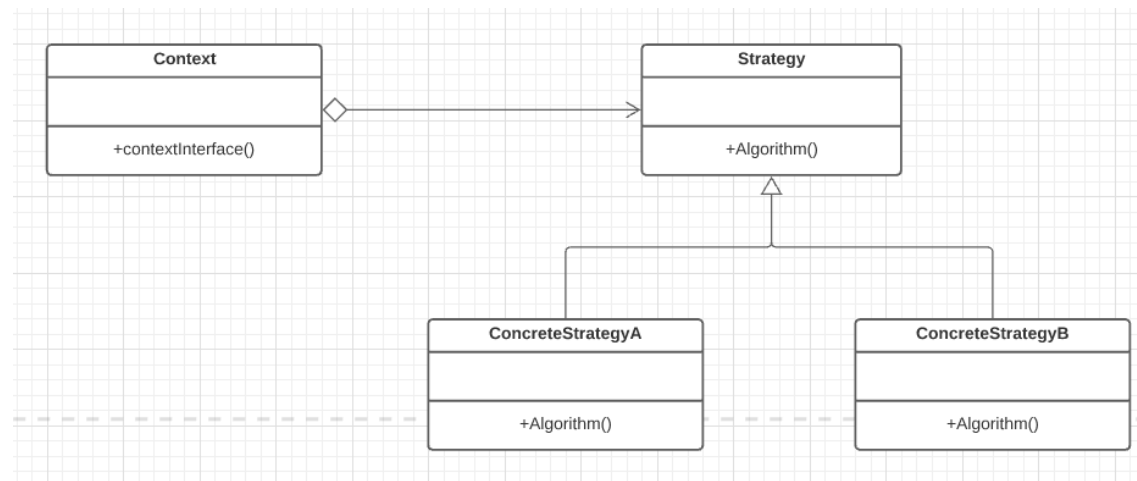 Context
+contextInterface()
Strategy
+Algorithm()
ConcreteStrategyA
+Algorithm()
ConcreteStrategyB
+Algorithm()